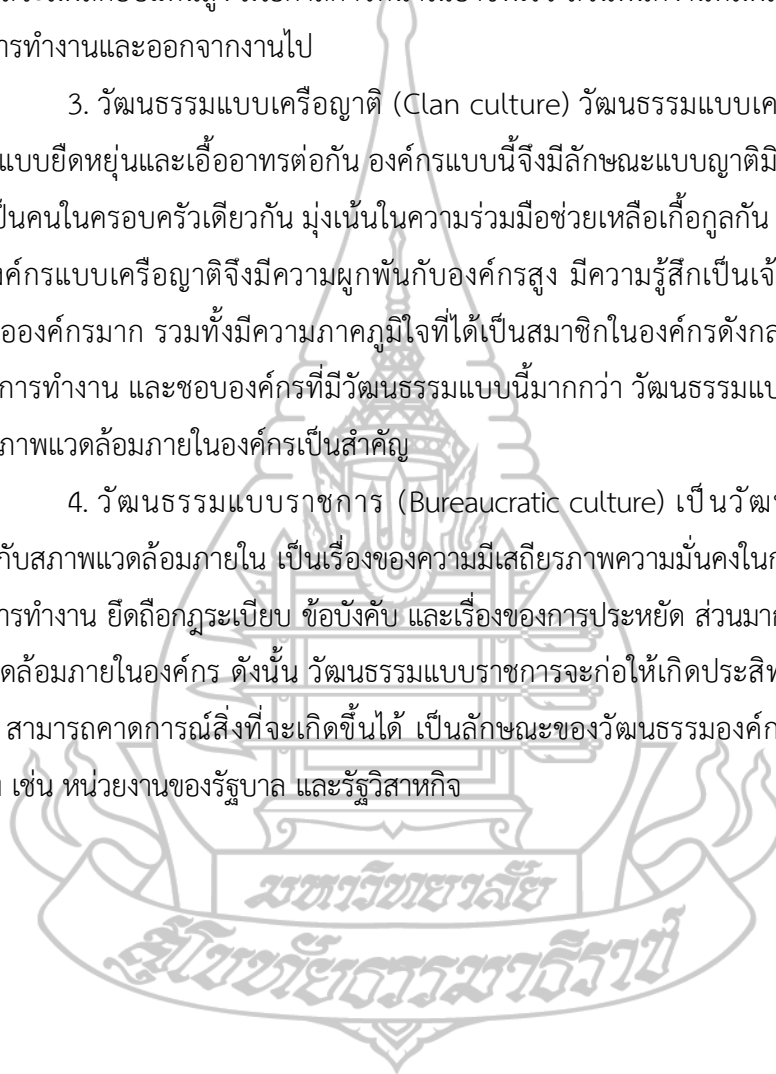 ารทำงานและออกจากงานไป
3. วัฒนธรรมแบบเครือญาติ (Clan culture) วัฒนธรรมแบบเค
แบบยืดหยุ่นและเอื้ออาทรต่อกัน องค์กรแบบนี้จึงมีลักษณะแบบญาติมิ
ป็นคนในครอบครัวเดียวกัน มุ่งเน้นในความร่วมมือช่วยเหลือเกื้อกูลกัน
งค์กรแบบเครือญาติจึงมีความผูกพันกับองค์กรสูง มีความรู้สึกเป็นเจ้
ององค์กรมาก รวมทั้งมีความภาคภูมิใจที่ได้เป็นสมาชิกในองค์กรดังกล
การทำงาน และชอบองค์กรที่มีวัฒนธรรมแบบนี้มากกว่า วัฒนธรรมแบ
ภาพแวดล้อมภายในองค์กรเป็นสำคัญ
4. วัฒนธรรมแบบราชการ (Bureaucratic culture) เป็นวัฒ
กับสภาพแวดล้อมภายใน เป็นเรื่องของความมีเสถียรภาพความมั่นคงในก
ารทำงาน ยึดถือกฎระเบียบ ข้อบังคับ และเรื่องของการประหยัด ส่วนมาก
ดล้อมภายในองค์กร ดังนั้น วัฒนธรรมแบบราชการจะก่อให้เกิดประสิท
สามารถคาดการณ์สิ่งที่จะเกิดขึ้นได้ เป็นลักษณะของวัฒนธรรมองค์ก
เช่น หน่วยงานของรัฐบาล และรัฐวิสาหกิจ
มหาวิทยาลัย
สุโขทัยธรรมาธิราช